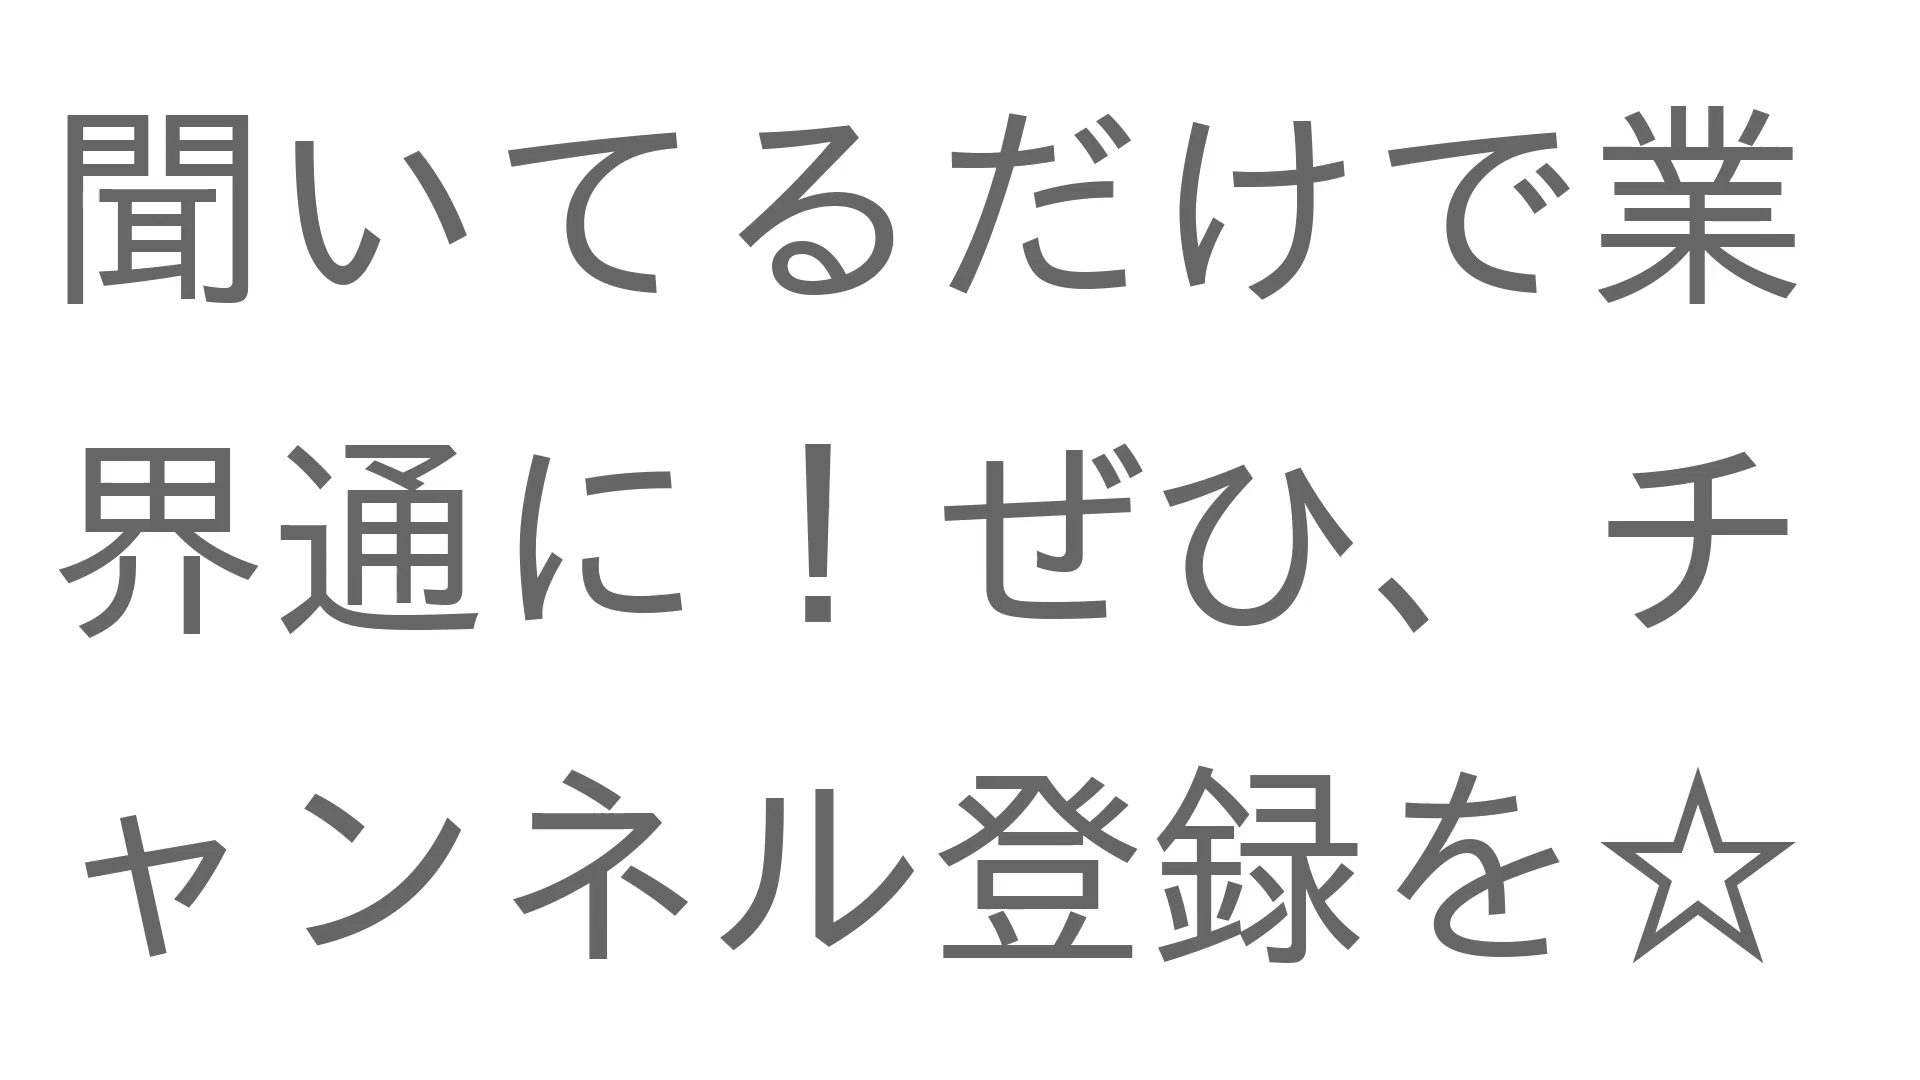 聞いてるだけで業
界通に！ぜひ、チ
ャンネル登録を☆